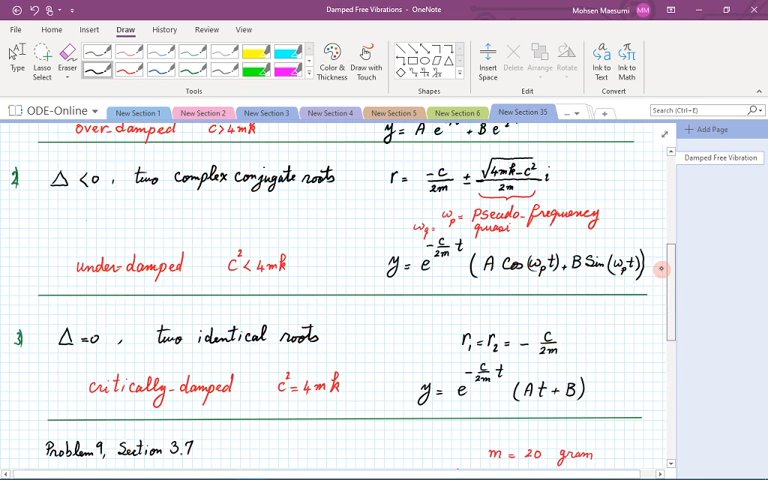 Damped Free Vibrations - OneNote
Mohsen Maesumi MM
File Home Insert Draw History Review View
Type Lasso Select Eraser Color & Thickness Draw with Touch Insert Space Delete Arrange Rotate Ink to Text Ink to Math
Tools Shapes Edit Convert
ODE-Online New Section 1 New Section 2 New Section 3 New Section 4 New Section 5 New Section 6 New Section 35 Search (Ctrl+E)
Add Page
Damped Free Vibration
over-damped c>4mk y = A e + B e
2) Δ <0, two complex conjugate roots r = -c/2m ± √(4mk-c²)/2m i
ω_p = Pseudo-frequency
ω_q = quasi
under-damped c² < 4mk y = e^(-c/2m t) (A Cos(ω_p t) + B Sin(ω_p t))
3) Δ =0, two identical roots r₁ = r₂ = - c/2m
critically-damped c² = 4mk y = e^(-c/2m t) (At + B)
Problem 9, Section 3.7
m = 20 gram